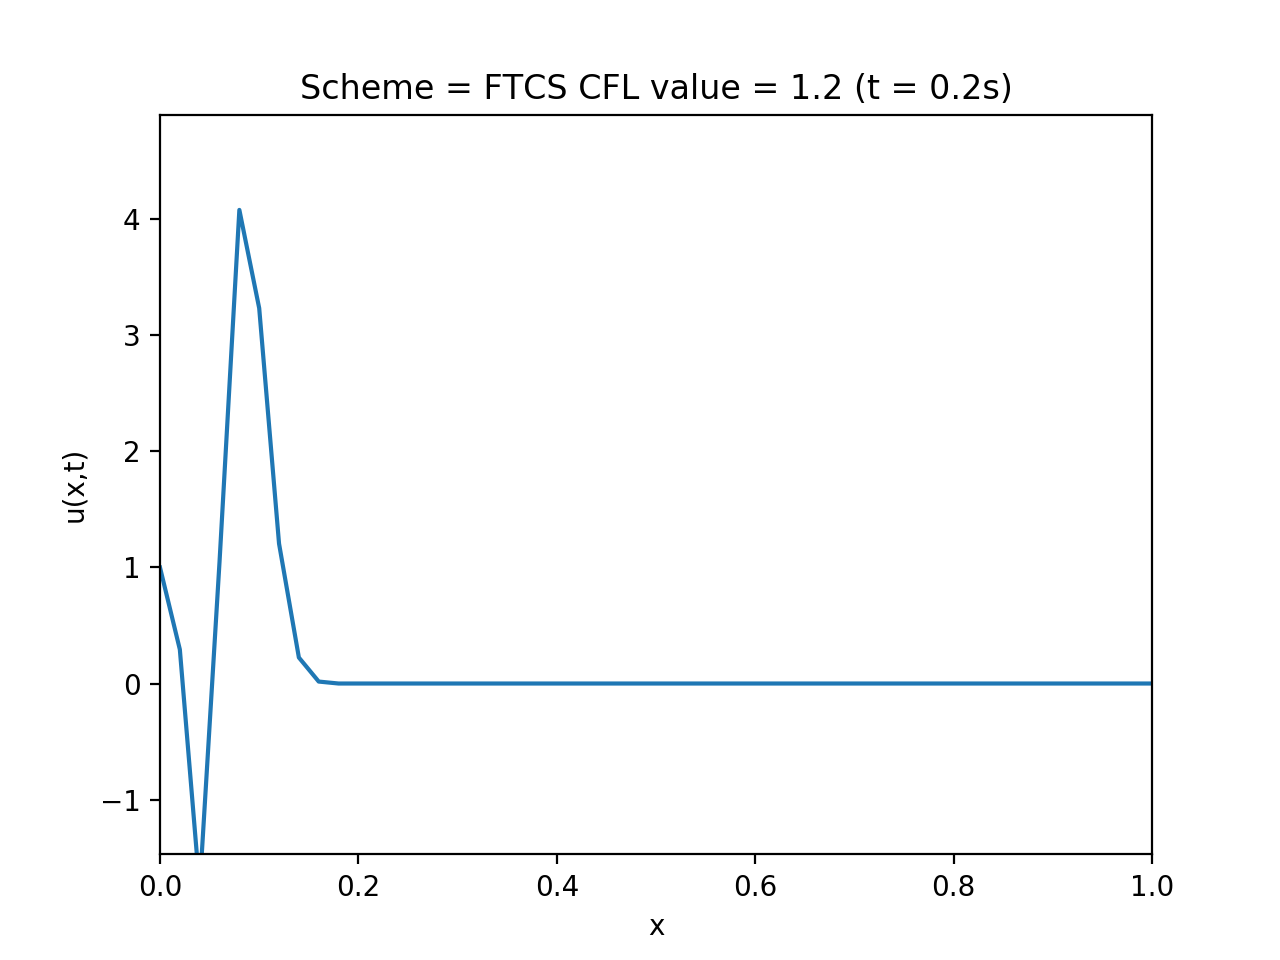 Scheme = FTCS CFL value = 1.2 (t = 0.2s)
u(x,t)
4
3
2
1
0
−1
0.0 0.2 0.4 0.6 0.8 1.0
x